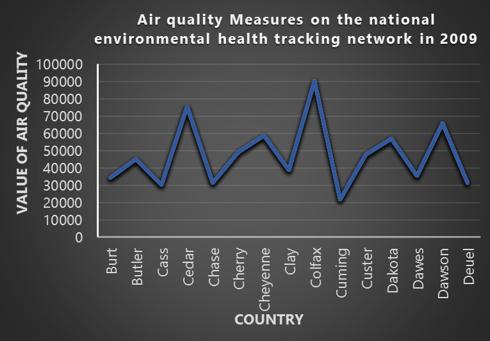 Air quality Measures on the national
environmental health tracking network in 2009
VALUE OF AIR QUALITY
100000
90000
80000
70000
60000
50000
40000
30000
20000
10000
0
Burt
Butler
Cass
Cedar
Chase
Cherry
Cheyenne
Clay
Colfax
Cuming
Custer
Dakota
Dawes
Dawson
Deuel
COUNTRY